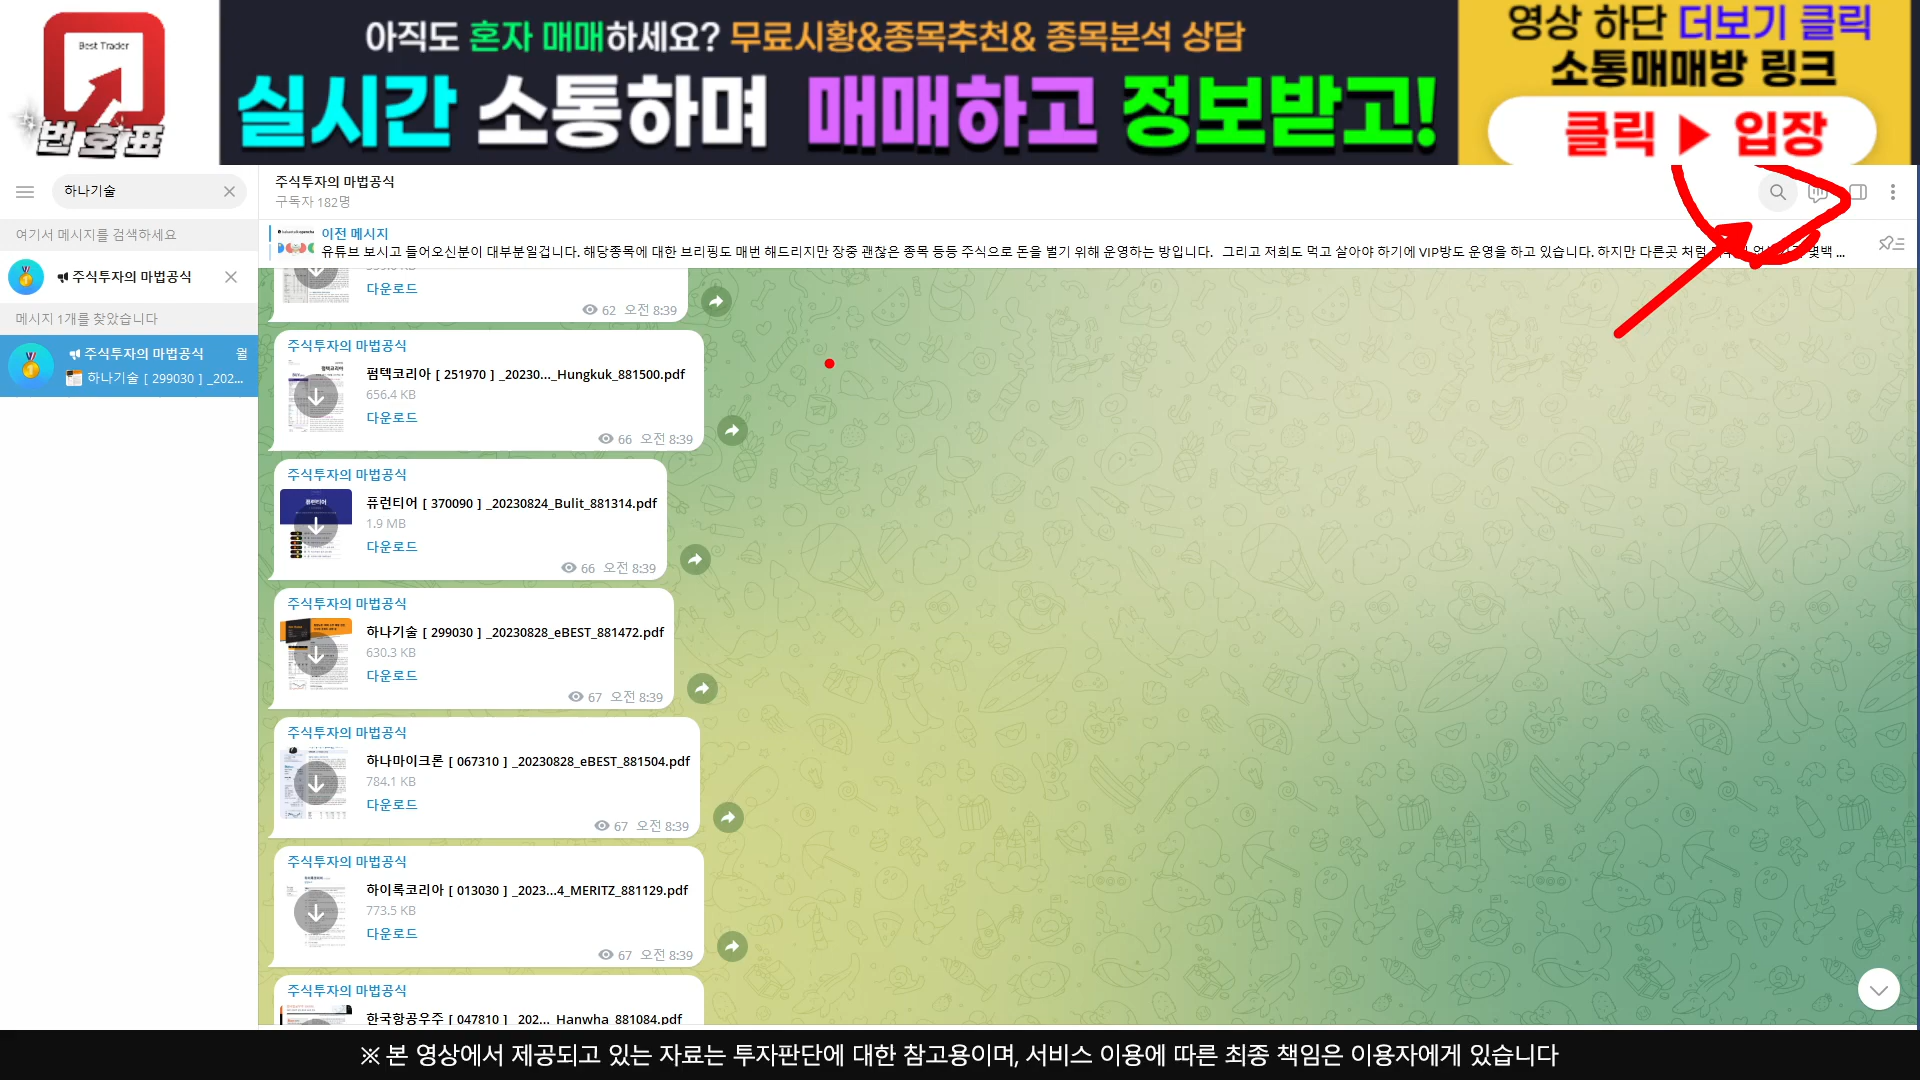 Best Trader
번호표
아직도 혼자 매매하세요? 무료시황&종목추천& 종목분석 상담
실시간 소통하며 매매하고 정보받고!
영상 하단 더보기 클릭
소통매매방 링크
클릭 ▶ 입장
하나기술
여기서 메시지를 검색하세요
주식투자의 마법공식
메시지 1개를 찾았습니다
주식투자의 마법공식 월
하나기술 [ 299030 ] _202...
주식투자의 마법공식
구독자 182명
이전 메시지
유튜브 보시고 들어오신분이 대부분일겁니다. 해당종목에 대한 브리핑도 매번 해드리지만 장중 괜찮은 종목 등등 주식으로 돈을 벌기 위해 운영하는 방입니다. 그리고 저희도 먹고 살아야 하기에 VIP방도 운영을 하고 있습니다. 하지만 다른곳 처럼 몇백 ...
다운로드
62 오전 8:39
주식투자의 마법공식
펌텍코리아 [ 251970 ] _20230..._Hungkuk_881500.pdf
656.4 KB
다운로드
66 오전 8:39
주식투자의 마법공식
퓨런티어
퓨런티어 [ 370090 ] _20230824_Bulit_881314.pdf
1.9 MB
다운로드
66 오전 8:39
주식투자의 마법공식
하나기술 [ 299030 ] _20230828_eBEST_881472.pdf
630.3 KB
다운로드
67 오전 8:39
주식투자의 마법공식
하나마이크론 [ 067310 ] _20230828_eBEST_881504.pdf
784.1 KB
다운로드
67 오전 8:39
주식투자의 마법공식
하이록코리아 [ 013030 ] _2023...4_MERITZ_881129.pdf
773.5 KB
다운로드
67 오전 8:39
주식투자의 마법공식
한국항공우주 [ 047810 ] _202..._Hanwha_881084.pdf
※ 본 영상에서 제공되고 있는 자료는 투자판단에 대한 참고용이며, 서비스 이용에 따른 최종 책임은 이용자에게 있습니다